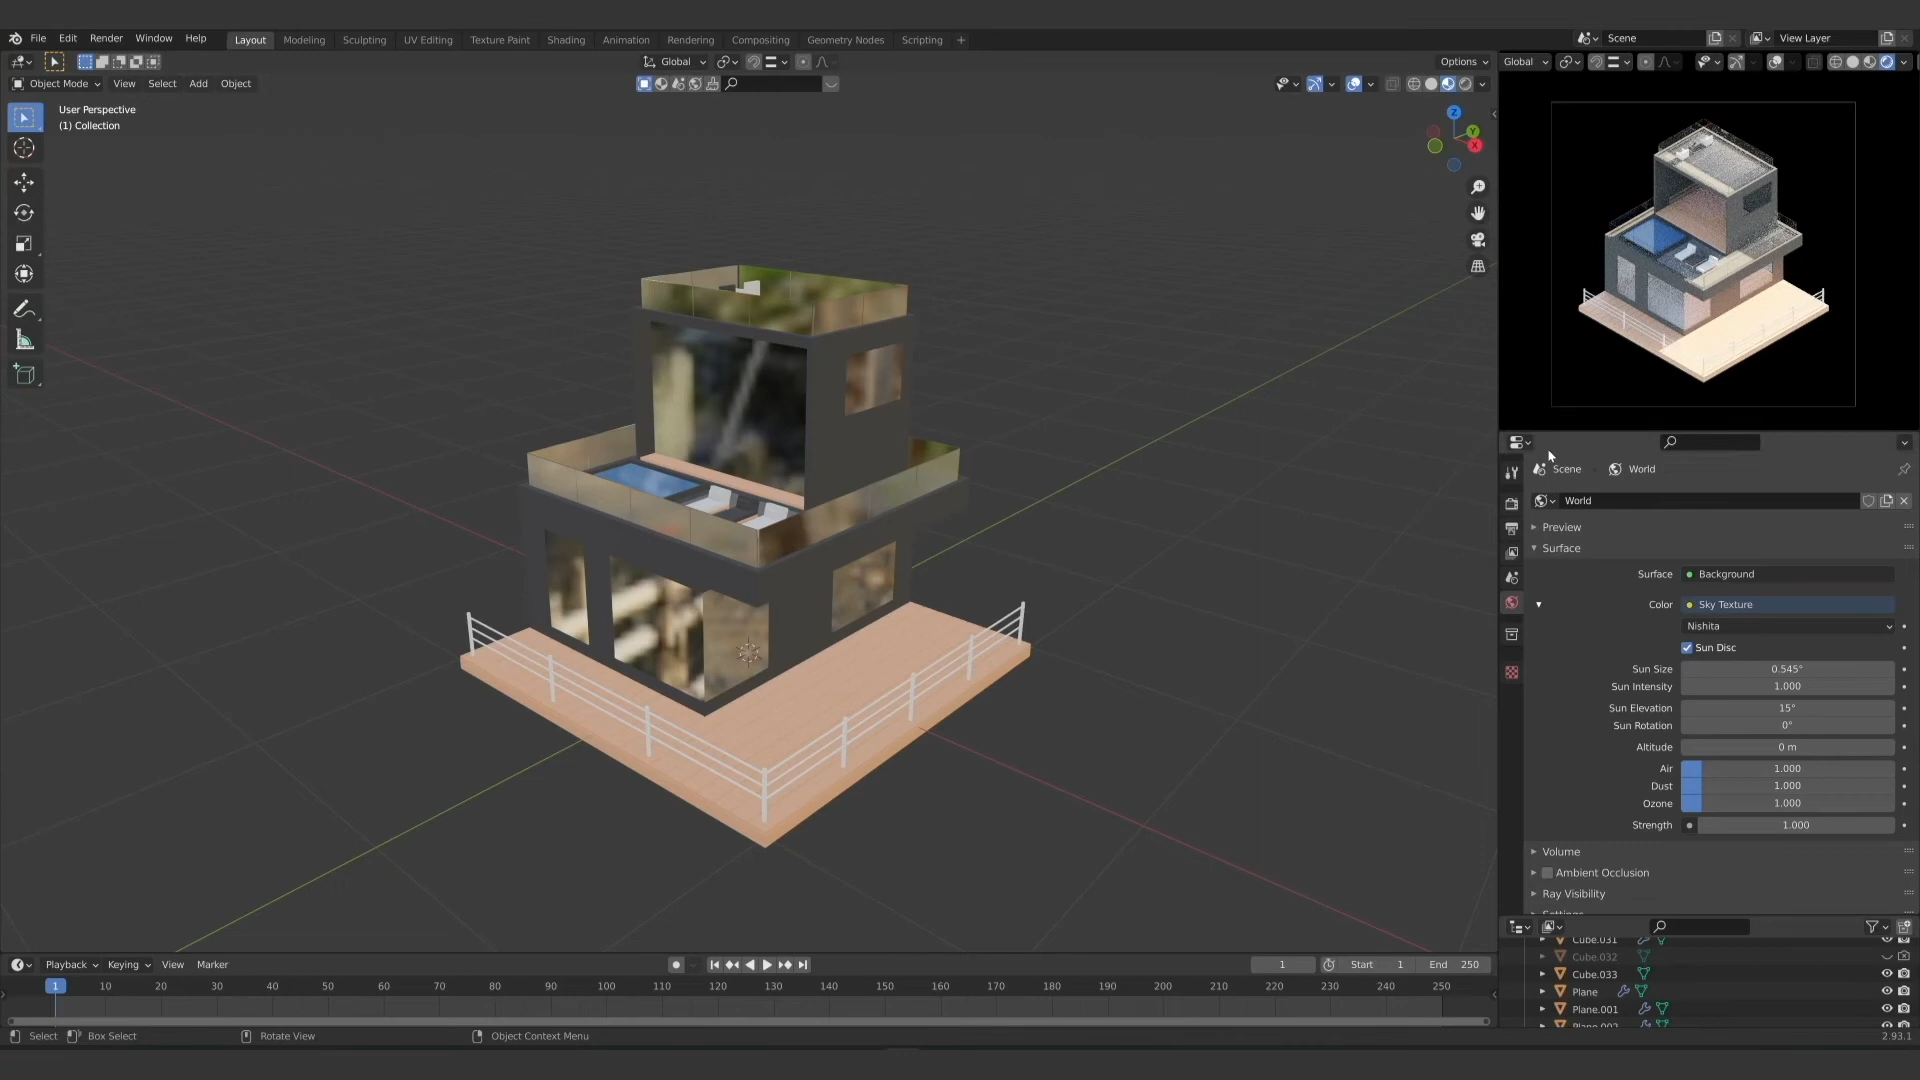 File Edit Render Window Help Layout Modeling Sculpting UV Editing Texture Paint Shading Animation Rendering Compositing Geometry Nodes Scripting + Scene View Layer
Global Options Global
Object Mode View Select Add Object
User Perspective
(1) Collection
Z
Y
X
Scene World
World
Preview
Surface
Surface Background
Color Sky Texture
Nishita
Sun Disc
Sun Size 0.545°
Sun Intensity 1.000
Sun Elevation 15°
Sun Rotation 0°
Altitude 0 m
Air 1.000
Dust 1.000
Ozone 1.000
Strength 1.000
Volume
Ambient Occlusion
Ray Visibility
Settings
Cube.031
Cube.032
Cube.033
Plane
Plane.001
Plane.002
Playback Keying View Marker 1 Start 1 End 250
1 10 20 30 40 50 60 70 80 90 100 110 120 130 140 150 160 170 180 190 200 210 220 230 240 250
Select Box Select Rotate View Object Context Menu 2.93.1